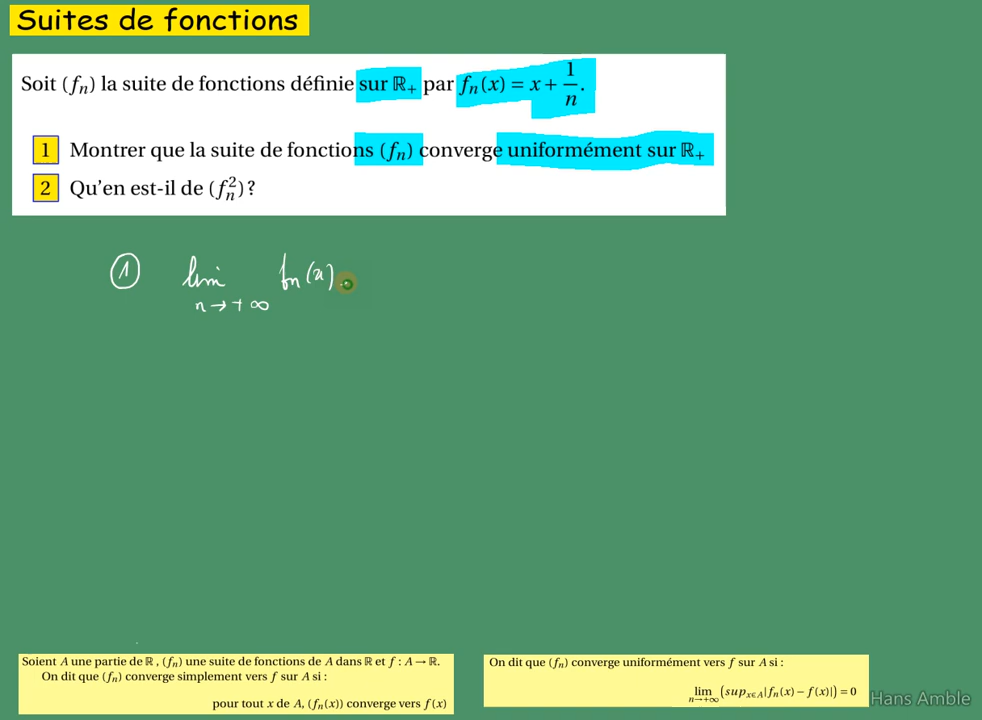 Suites de fonctions
Soit (fₙ) la suite de fonctions définie sur ℝ₊ par fₙ(x) = x + 1/n.
1 Montrer que la suite de fonctions (fₙ) converge uniformément sur ℝ₊
2 Qu'en est-il de (fₙ²)?
① lim fn(x)
n→+∞
Soient A une partie de ℝ, (fₙ) une suite de fonctions de A dans ℝ et f : A → ℝ.
On dit que (fₙ) converge simplement vers f sur A si :
pour tout x de A, (fₙ(x)) converge vers f(x)
On dit que (fₙ) converge uniformément vers f sur A si :
lim n→+∞ (supₓ∈A|fₙ(x) − f(x)|) = 0
Hans Amble